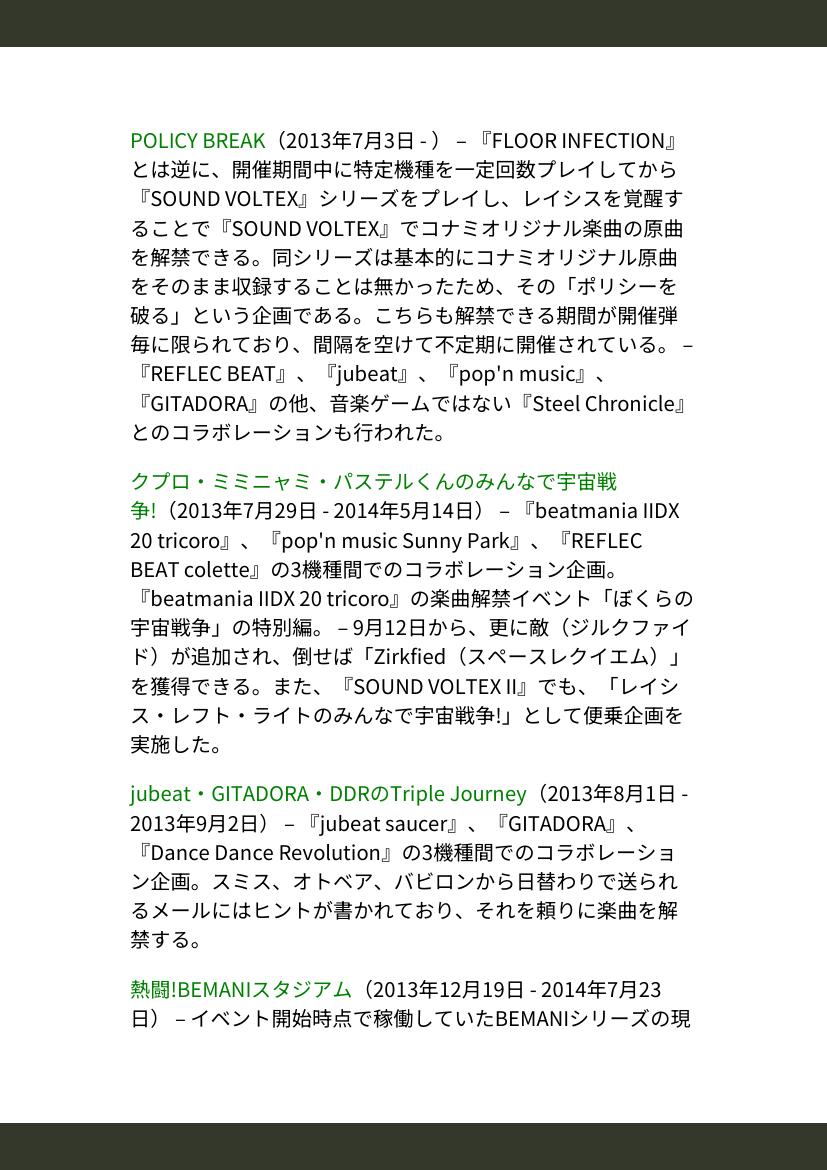 POLICY BREAK（2013年7月3日 - ） – 『FLOOR INFECTION』
とは逆に、開催期間中に特定機種を一定回数プレイしてから
『SOUND VOLTEX』シリーズをプレイし、レイシスを覚醒す
ることで『SOUND VOLTEX』でコナミオリジナル楽曲の原曲
を解禁できる。同シリーズは基本的にコナミオリジナル原曲
をそのまま収録することは無かったため、その「ポリシーを
破る」という企画である。こちらも解禁できる期間が開催弾
毎に限られており、間隔を空けて不定期に開催されている。 –
『REFLEC BEAT』、『jubeat』、『pop'n music』、
『GITADORA』の他、音楽ゲームではない『Steel Chronicle』
とのコラボレーションも行われた。
クプロ・ミミニャミ・パステルくんのみんなで宇宙戦
争!（2013年7月29日 - 2014年5月14日） – 『beatmania IIDX
20 tricoro』、『pop'n music Sunny Park』、『REFLEC
BEAT colette』の3機種間でのコラボレーション企画。
『beatmania IIDX 20 tricoro』の楽曲解禁イベント「ぼくらの
宇宙戦争」の特別編。 – 9月12日から、更に敵（ジルクファイ
ド）が追加され、倒せば「Zirkfied（スペースレクイエム）」
を獲得できる。また、『SOUND VOLTEX II』でも、「レイシ
ス・レフト・ライトのみんなで宇宙戦争!」として便乗企画を
実施した。
jubeat・GITADORA・DDRのTriple Journey（2013年8月1日 -
2013年9月2日） – 『jubeat saucer』、『GITADORA』、
『Dance Dance Revolution』の3機種間でのコラボレーショ
ン企画。スミス、オトベア、バビロンから日替わりで送られ
るメールにはヒントが書かれており、それを頼りに楽曲を解
禁する。
熱闘!BEMANIスタジアム（2013年12月19日 - 2014年7月23
日） – イベント開始時点で稼働していたBEMANIシリーズの現